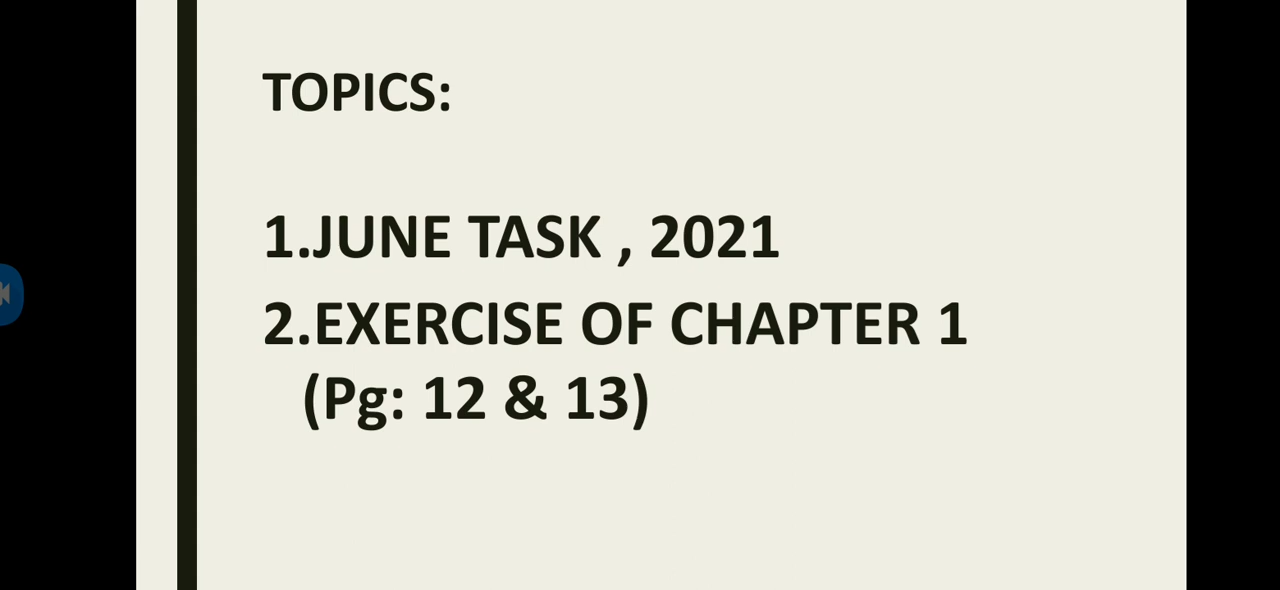 TOPICS:
1.JUNE TASK , 2021
2.EXERCISE OF CHAPTER 1
(Pg: 12 & 13)